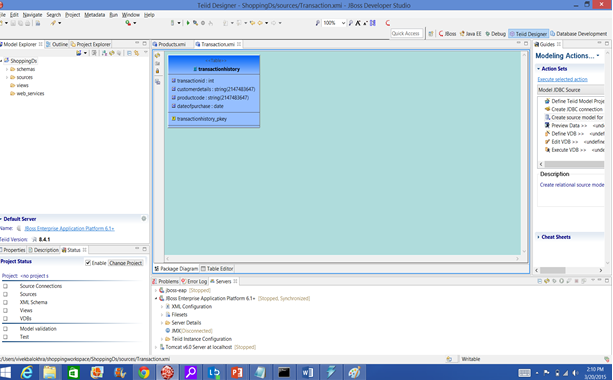 Teiid Designer - ShoppingDs/sources/Transaction.xmi - JBoss Developer Studio
File Edit Navigate Search Project Metadata Run Window Help
100%
Quick Access JBoss Java EE Debug Teiid Designer Database Development
Model Explorer Outline Project Explorer
ShoppingDs
schemas
sources
views
web_services
Default Server
Name: JBoss Enterprise Application Platform 6.1+
Teiid Version: 8.4.1
Properties Description Status
Project Status Enable Change Project
Project: <no project s
Source Connections
Sources
XML Schema
Views
VDBs
Model validation
Test
Products.xmi Transaction.xmi
transactionhistory
transactionid : int
customerdetails : string(2147483647)
productcode : string(2147483647)
dateofpurchase : date
transactionhistory_pkey
Package Diagram Table Editor
Problems Error Log Servers
jboss-eap [Stopped]
JBoss Enterprise Application Platform 6.1+ [Stopped, Synchronized]
XML Configuration
Filesets
Server Details
JMX[Disconnected]
Teiid Instance Configuration
Tomcat v6.0 Server at localhost [Stopped]
Guides
Modeling Actions...
Action Sets
Execute selected action
Model JDBC Source
Define Teiid Model Proje
Create JDBC connection
Create source model for
Preview Data >> <undef
Define VDB >> <undefine
Edit VDB >> <undefine
Execute VDB >> <undef
Description
Create relational source mode
Cheat Sheets
/Users/vivekbalokhra/shoppingworkspace/ShoppingDs/sources/Transaction.xmi
Writable
2:10 PM
3/20/2015